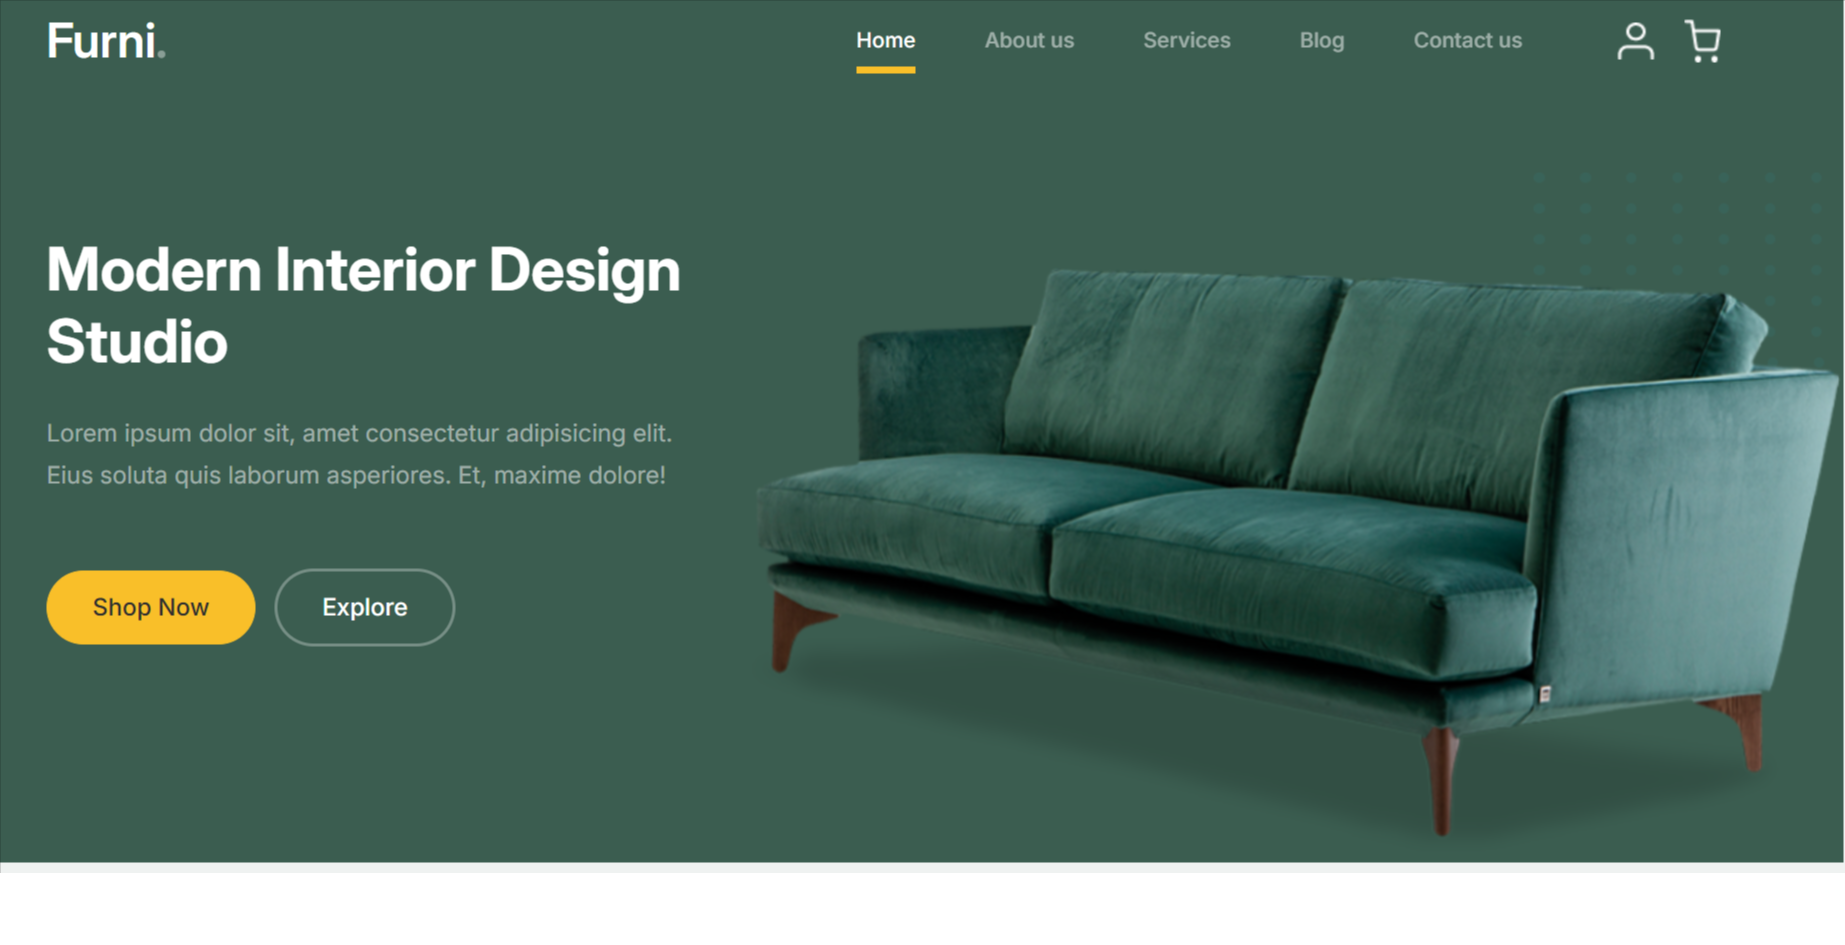 Furni.
Home
About us
Services
Blog
Contact us
Modern Interior Design
Studio
Lorem ipsum dolor sit, amet consectetur adipisicing elit.
Eius soluta quis laborum asperiores. Et, maxime dolore!
Shop Now
Explore